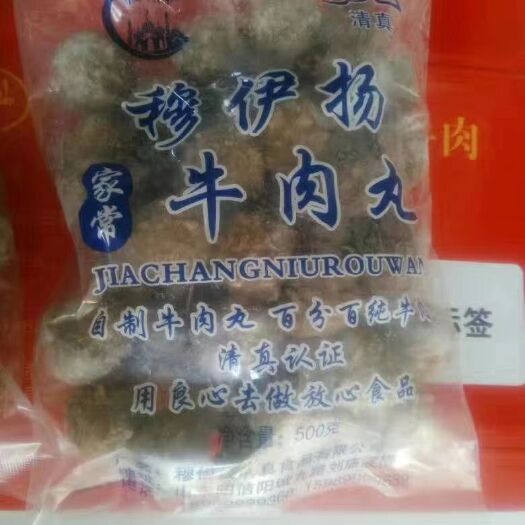 清真
穆伊扬
家常
牛肉丸
肉
JIACHANGNIUROUWAN
自制牛肉丸 百分百纯牛
签
清真认证
用良心去做放心食品
净含量: 500克